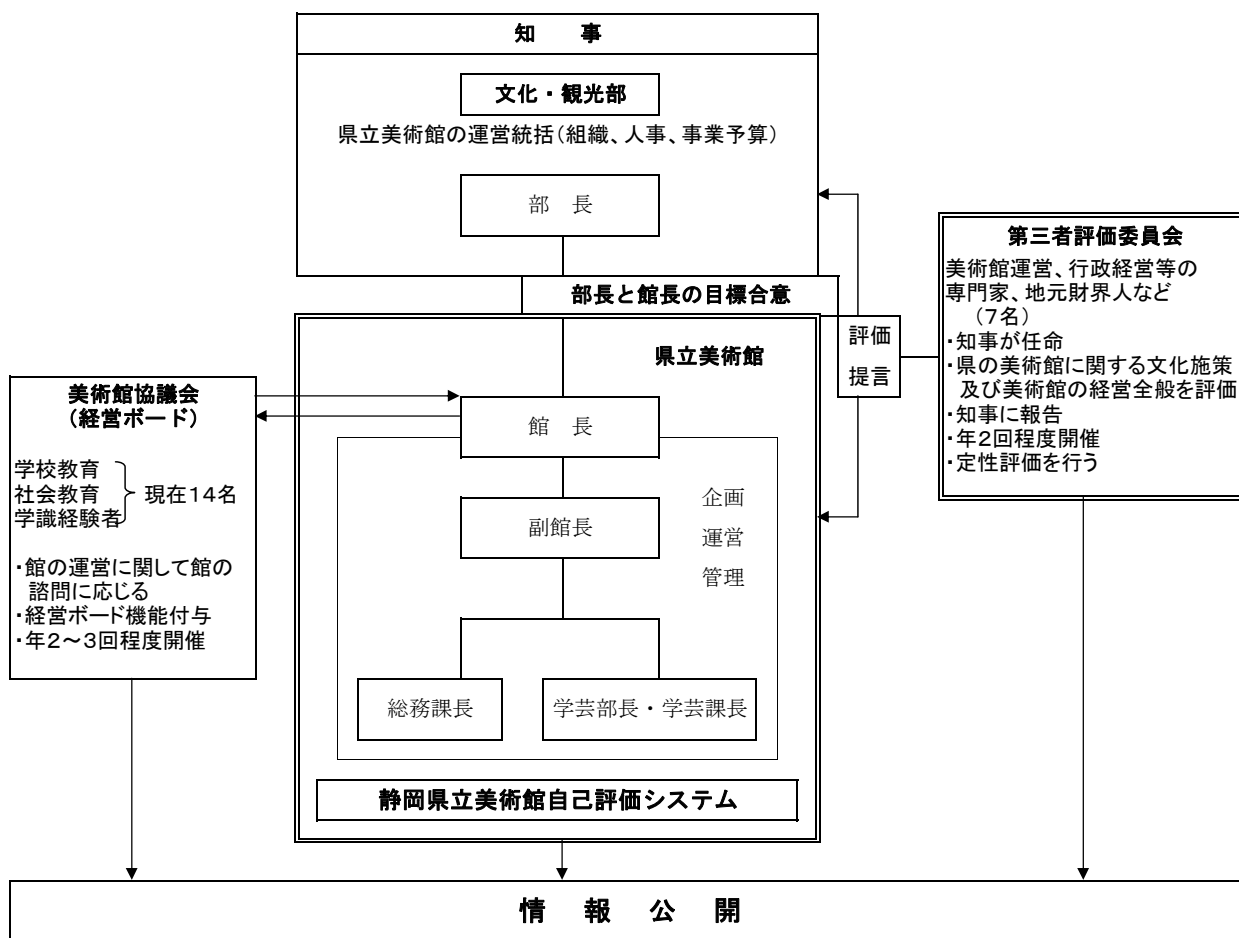 知 事
文化・観光部
県立美術館の運営統括(組織、人事、事業予算)
部 長
部長と館長の目標合意
県立美術館
館 長
副館長
企画
運営
管理
総務課長
学芸部長・学芸課長
静岡県立美術館自己評価システム
美術館協議会
(経営ボード)
学校教育
社会教育
学識経験者
現在14名
・館の運営に関して館の
諮問に応じる
・経営ボード機能付与
・年2～3回程度開催
評価
提言
第三者評価委員会
美術館運営、行政経営等の
専門家、地元財界人など
(7名)
・知事が任命
・県の美術館に関する文化施策
及び美術館の経営全般を評価
・知事に報告
・年2回程度開催
・定性評価を行う
情 報 公 開